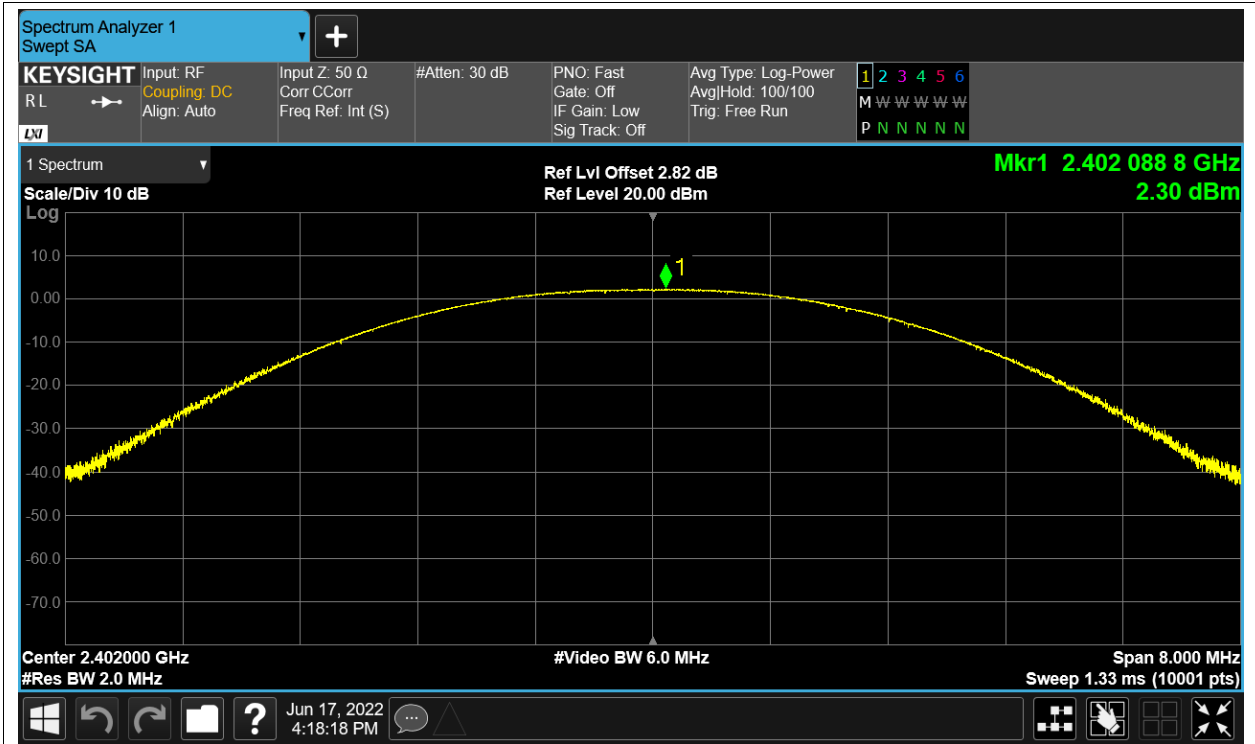 Spectrum Analyzer 1
Swept SA
KEYSIGHT
R L
LXI
Input: RF
Coupling: DC
Align: Auto
Input Z: 50 Ω
Corr CCorr
Freq Ref: Int (S)
#Atten: 30 dB
PNO: Fast
Gate: Off
IF Gain: Low
Sig Track: Off
Avg Type: Log-Power
Avg|Hold: 100/100
Trig: Free Run
1 2 3 4 5 6
M W W W W W
P N N N N N
1 Spectrum
Scale/Div 10 dB
Log
Ref Lvl Offset 2.82 dB
Ref Level 20.00 dBm
Mkr1 2.402 088 8 GHz
2.30 dBm
1
10.0
0.00
-10.0
-20.0
-30.0
-40.0
-50.0
-60.0
-70.0
Center 2.402000 GHz
#Res BW 2.0 MHz
#Video BW 6.0 MHz
Span 8.000 MHz
Sweep 1.33 ms (10001 pts)
?
Jun 17, 2022
4:18:18 PM